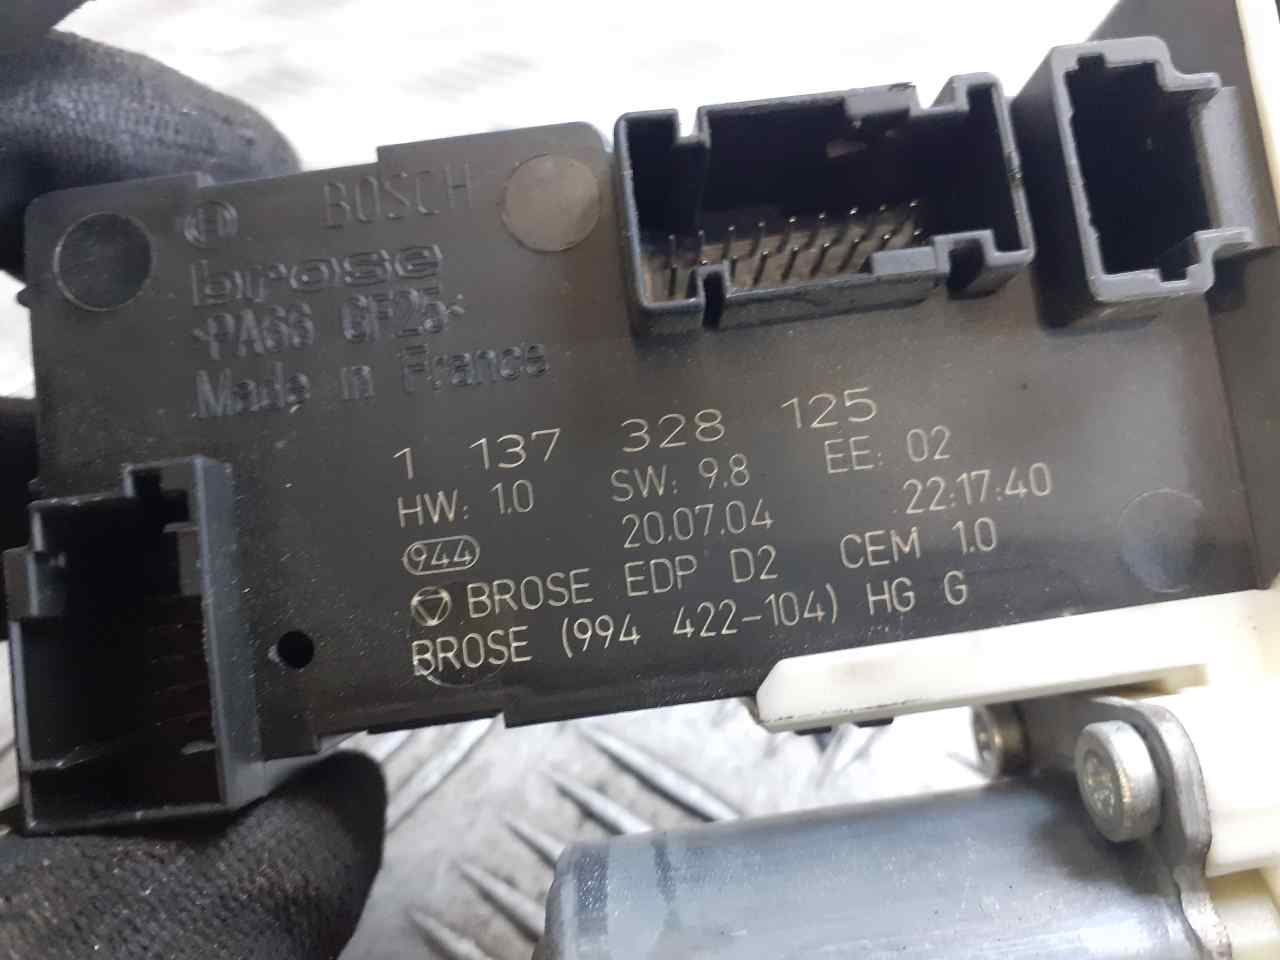 BOSCH
brose
>PA66 GF25<
Made in France
1 137 328 125
HW: 1.0 SW: 9.8 EE: 02
20.07.04 22:17:40
944
BROSE EDP D2 CEM 1.0
BROSE (994 422-104) HG G